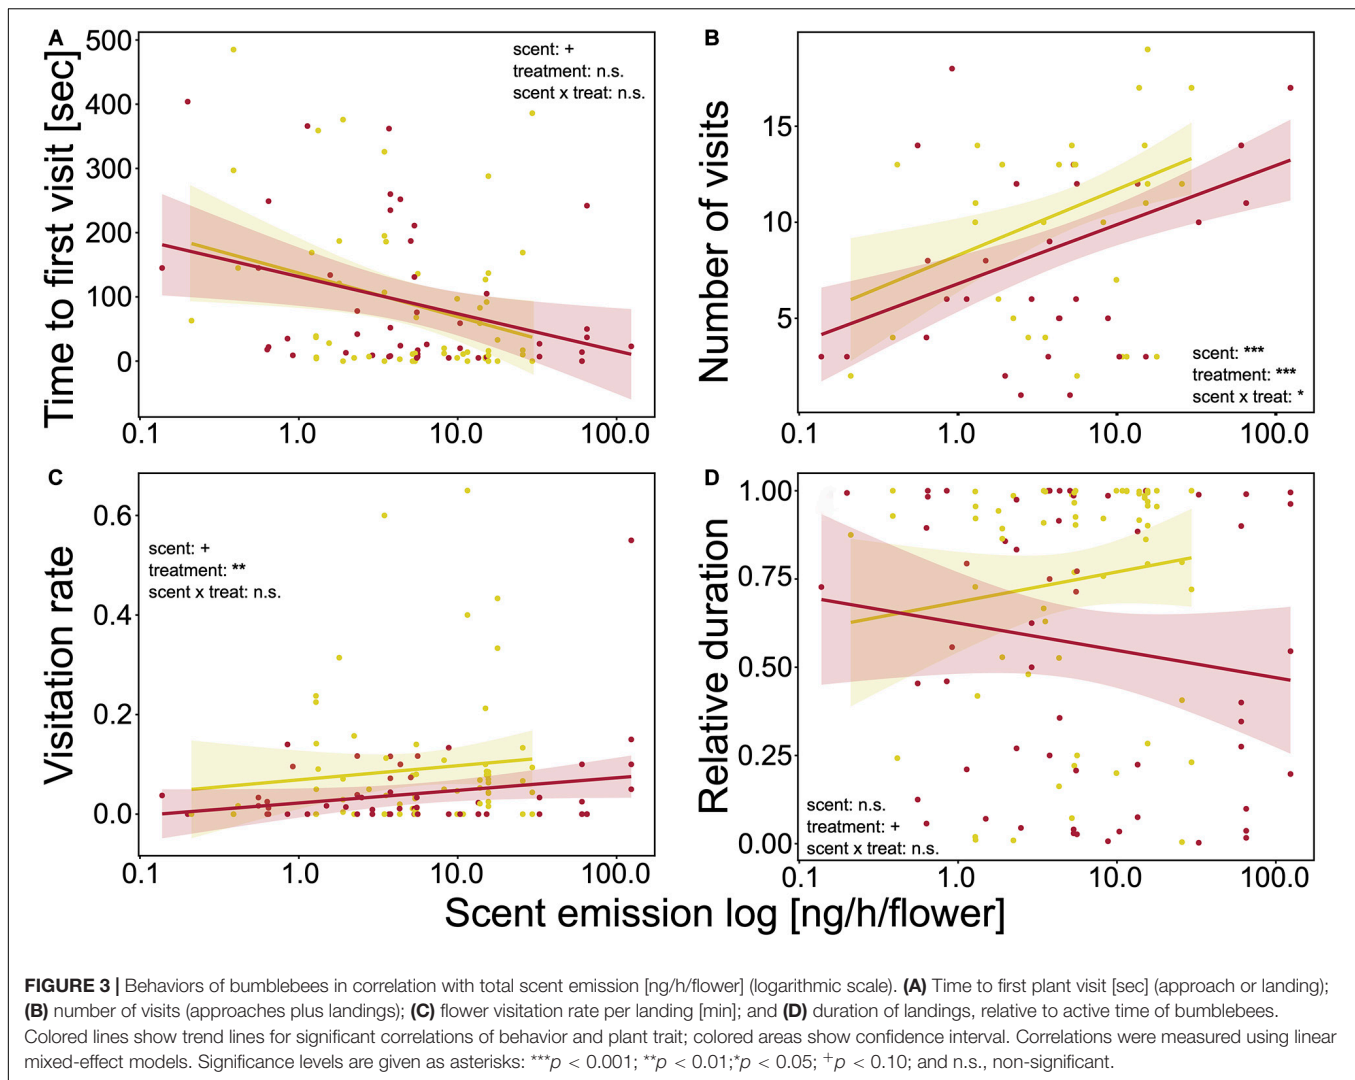 A
500
400
300
200
100
0
Time to first visit [sec]
scent: +
treatment: n.s.
scent x treat: n.s.
0.1 1.0 10.0 100.0
B
15
10
5
Number of visits
scent: ***
treatment: ***
scent x treat: *
0.1 1.0 10.0 100.0
C
0.6
0.4
0.2
0.0
Visitation rate
scent: +
treatment: **
scent x treat: n.s.
0.1 1.0 10.0 100.0
D
1.00
0.75
0.50
0.25
0.00
Relative duration
scent: n.s.
treatment: +
scent x treat: n.s.
0.1 1.0 10.0 100.0
Scent emission log [ng/h/flower]
FIGURE 3 | Behaviors of bumblebees in correlation with total scent emission [ng/h/flower] (logarithmic scale). (A) Time to first plant visit [sec] (approach or landing);
(B) number of visits (approaches plus landings); (C) flower visitation rate per landing [min]; and (D) duration of landings, relative to active time of bumblebees.
Colored lines show trend lines for significant correlations of behavior and plant trait; colored areas show confidence interval. Correlations were measured using linear
mixed-effect models. Significance levels are given as asterisks: ***p < 0.001; **p < 0.01;*p < 0.05; +p < 0.10; and n.s., non-significant.